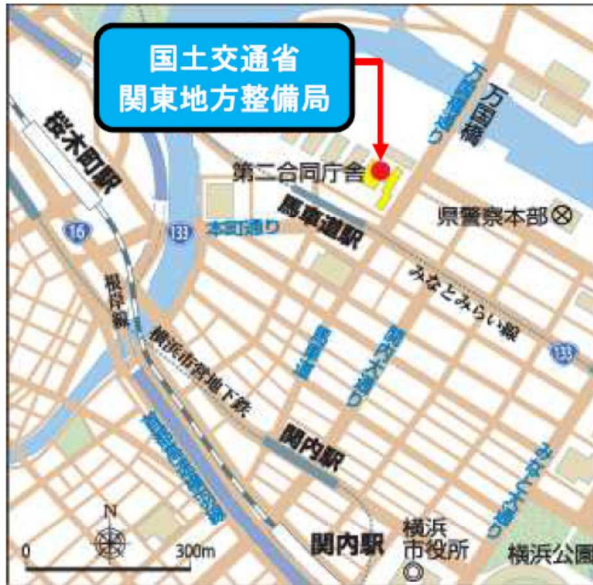 国土交通省
関東地方整備局
万国橋通り
万国橋
桜木町駅
第二合同庁舎
馬車道駅
県警察本部
16
133
本町通り
みなとみらい線
根岸線
横浜市営地下鉄
馬車道
関内大通り
133
関内駅
みなと大通り
N
0
300m
関内駅
横浜
市役所
横浜公園